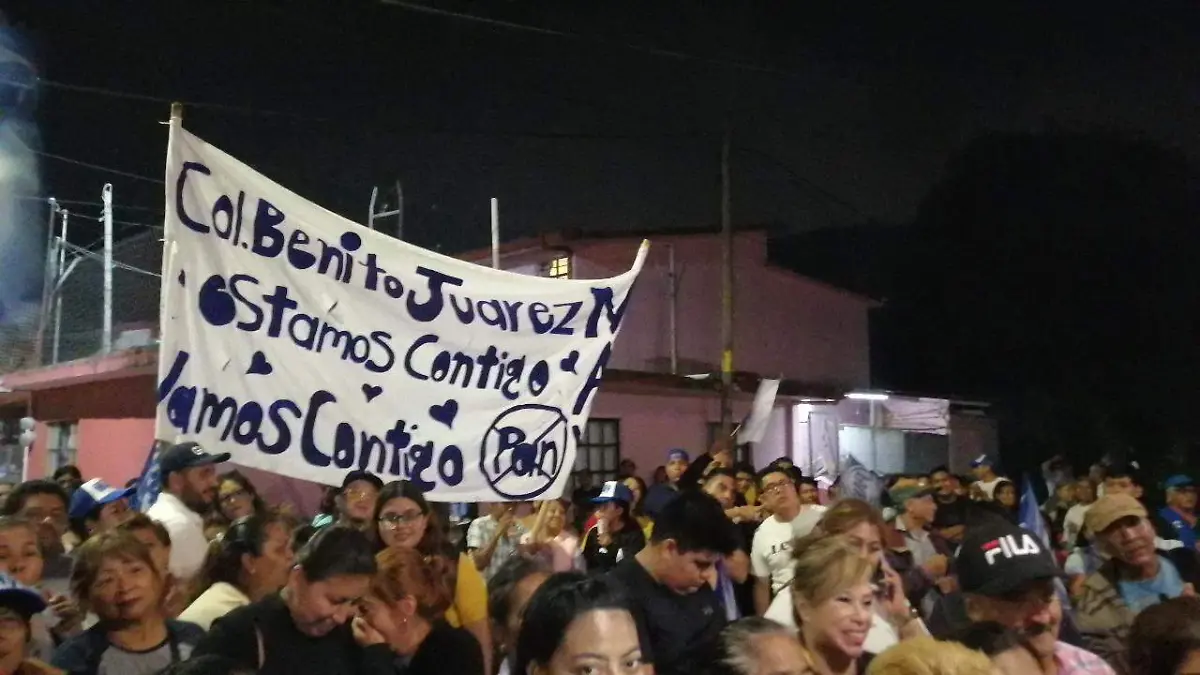 Col. Benito Juarez
estamos Contigo
Vamos Contigo
Pan
FILA